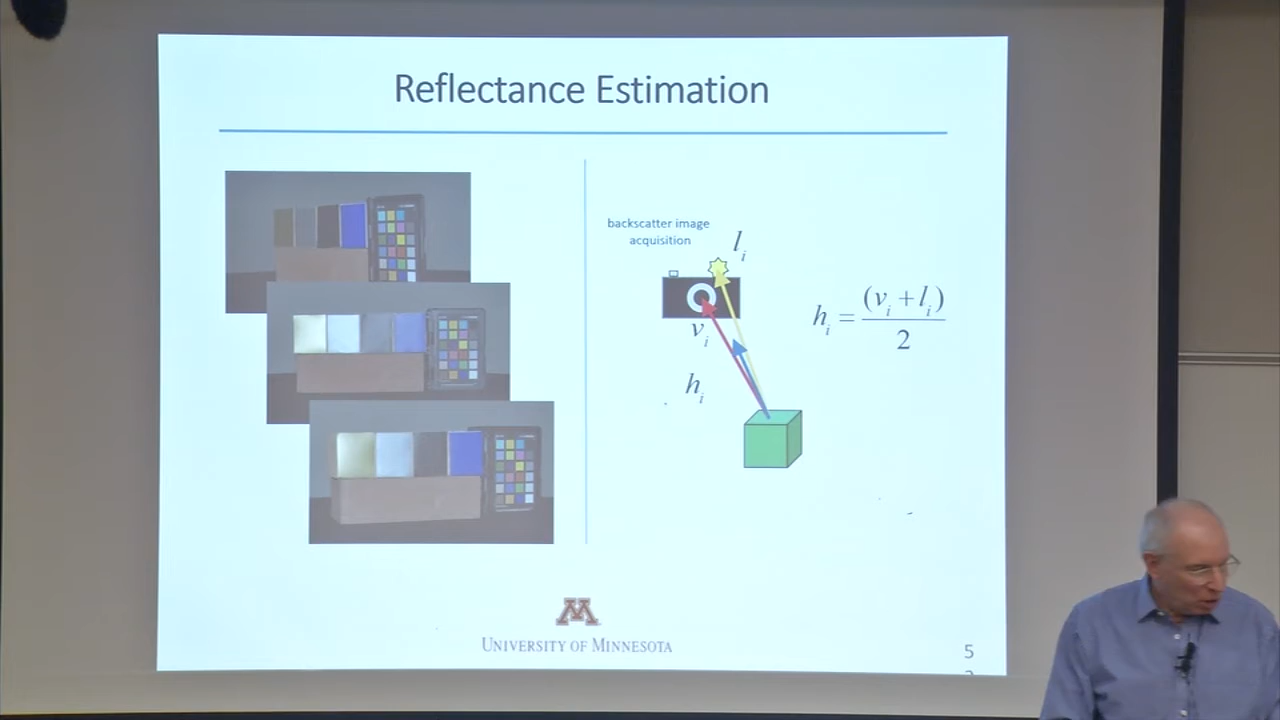 Reflectance Estimation
backscatter image
acquisition
l_i
v_i
h_i
h_i = (v_i + l_i) / 2
M
UNIVERSITY OF MINNESOTA
5